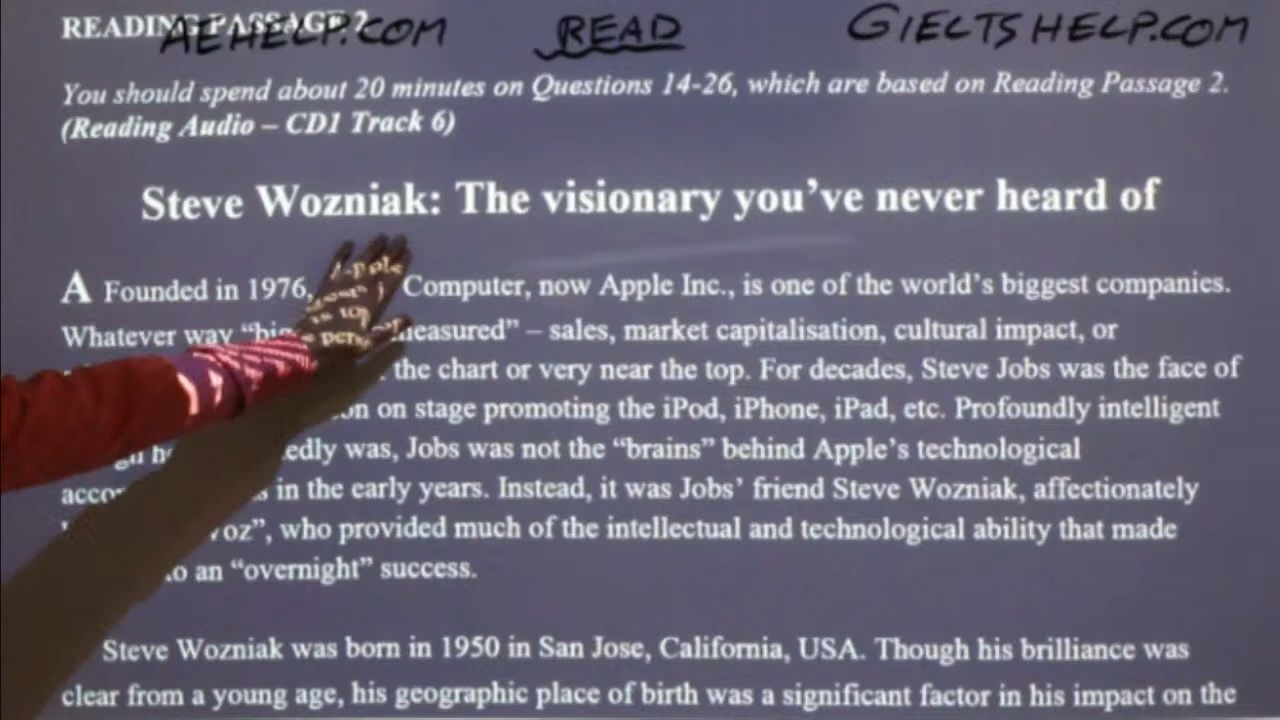 READING PASSAGE 2
AEHELP.COM READ GIELTSHELP.COM
You should spend about 20 minutes on Questions 14-26, which are based on Reading Passage 2.
(Reading Audio – CD1 Track 6)
Steve Wozniak: The visionary you’ve never heard of
A Founded in 1976, Computer, now Apple Inc., is one of the world’s biggest companies.
Whatever way measured” – sales, market capitalisation, cultural impact, or
the chart or very near the top. For decades, Steve Jobs was the face of
on stage promoting the iPod, iPhone, iPad, etc. Profoundly intelligent
was, Jobs was not the “brains” behind Apple’s technological
in the early years. Instead, it was Jobs’ friend Steve Wozniak, affectionately
who provided much of the intellectual and technological ability that made
an “overnight” success.
Steve Wozniak was born in 1950 in San Jose, California, USA. Though his brilliance was
clear from a young age, his geographic place of birth was a significant factor in his impact on the